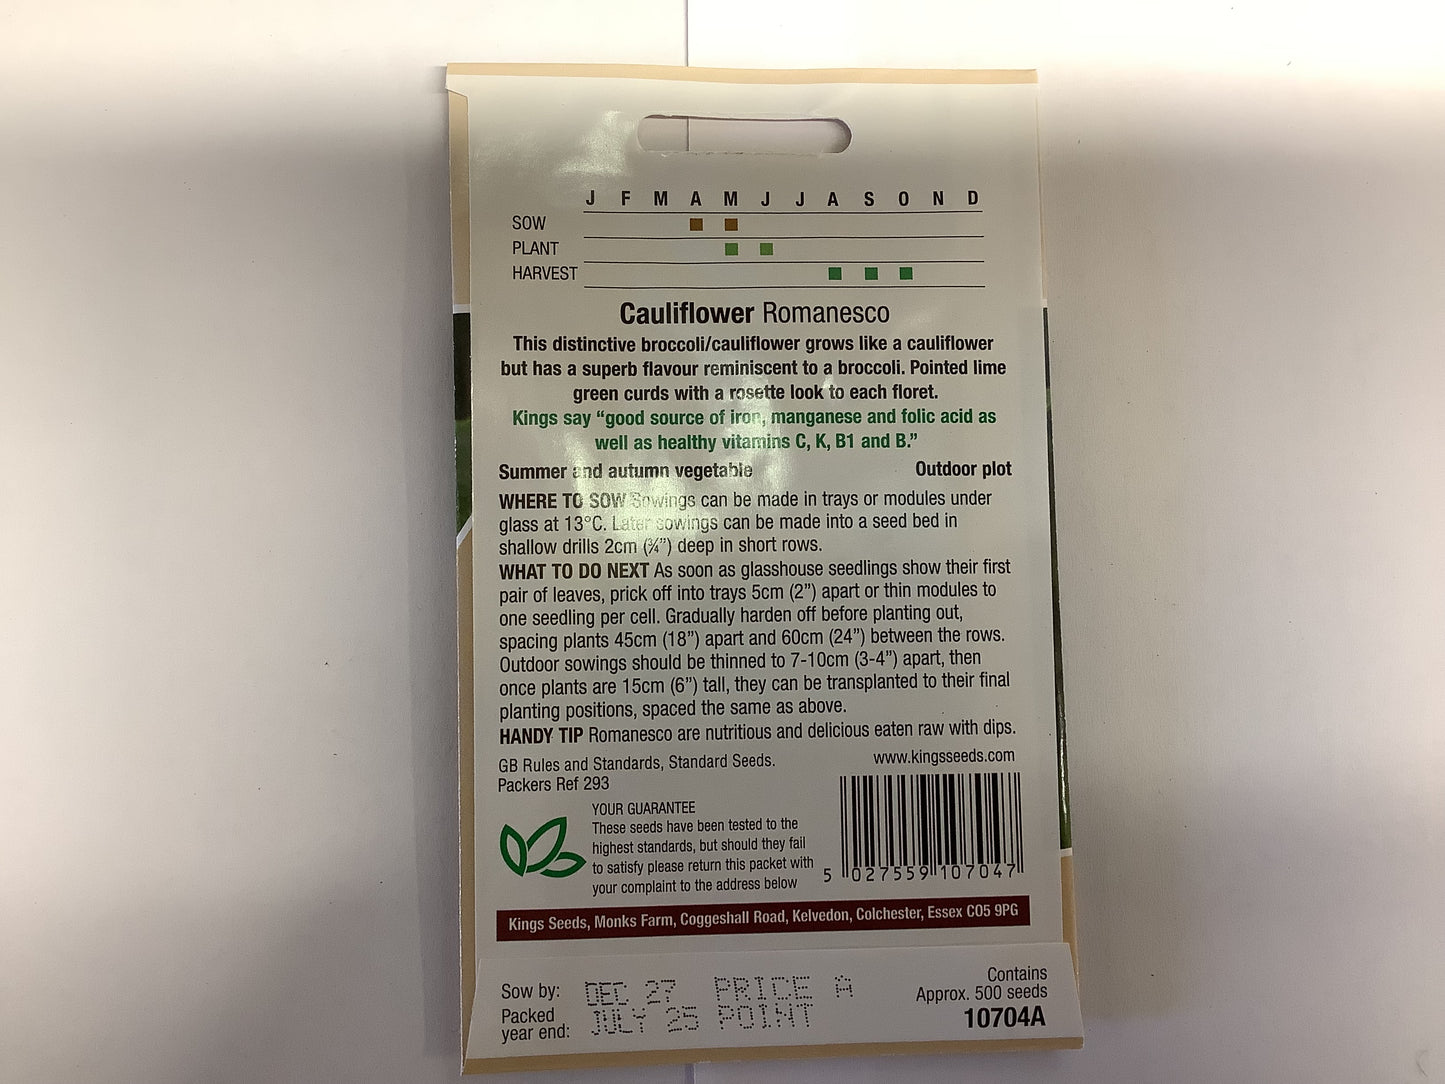 J F M A M J J A S O N D
SOW
PLANT
HARVEST
Cauliflower Romanesco
This distinctive broccoli/cauliflower grows like a cauliflower
but has a superb flavour reminiscent to a broccoli. Pointed lime
green curds with a rosette look to each floret.
Kings say “good source of iron, manganese and folic acid as
well as healthy vitamins C, K, B1 and B.”
Summer and autumn vegetable Outdoor plot
WHERE TO SOW Sowings can be made in trays or modules under
glass at 13°C. Later sowings can be made into a seed bed in
shallow drills 2cm (¾”) deep in short rows.
WHAT TO DO NEXT As soon as glasshouse seedlings show their first
pair of leaves, prick off into trays 5cm (2”) apart or thin modules to
one seedling per cell. Gradually harden off before planting out,
spacing plants 45cm (18”) apart and 60cm (24”) between the rows.
Outdoor sowings should be thinned to 7-10cm (3-4”) apart, then
once plants are 15cm (6”) tall, they can be transplanted to their final
planting positions, spaced the same as above.
HANDY TIP Romanesco are nutritious and delicious eaten raw with dips.
GB Rules and Standards, Standard Seeds. www.kingsseeds.com
Packers Ref 293
YOUR GUARANTEE
These seeds have been tested to the
highest standards, but should they fail
to satisfy please return this packet with
your complaint to the address below
5 027559 107047
Kings Seeds, Monks Farm, Coggeshall Road, Kelvedon, Colchester, Essex CO5 9PG
Sow by: DEC 27 PRICE A
Packed
year end: JULY 25 POINT
Contains
Approx. 500 seeds
10704A